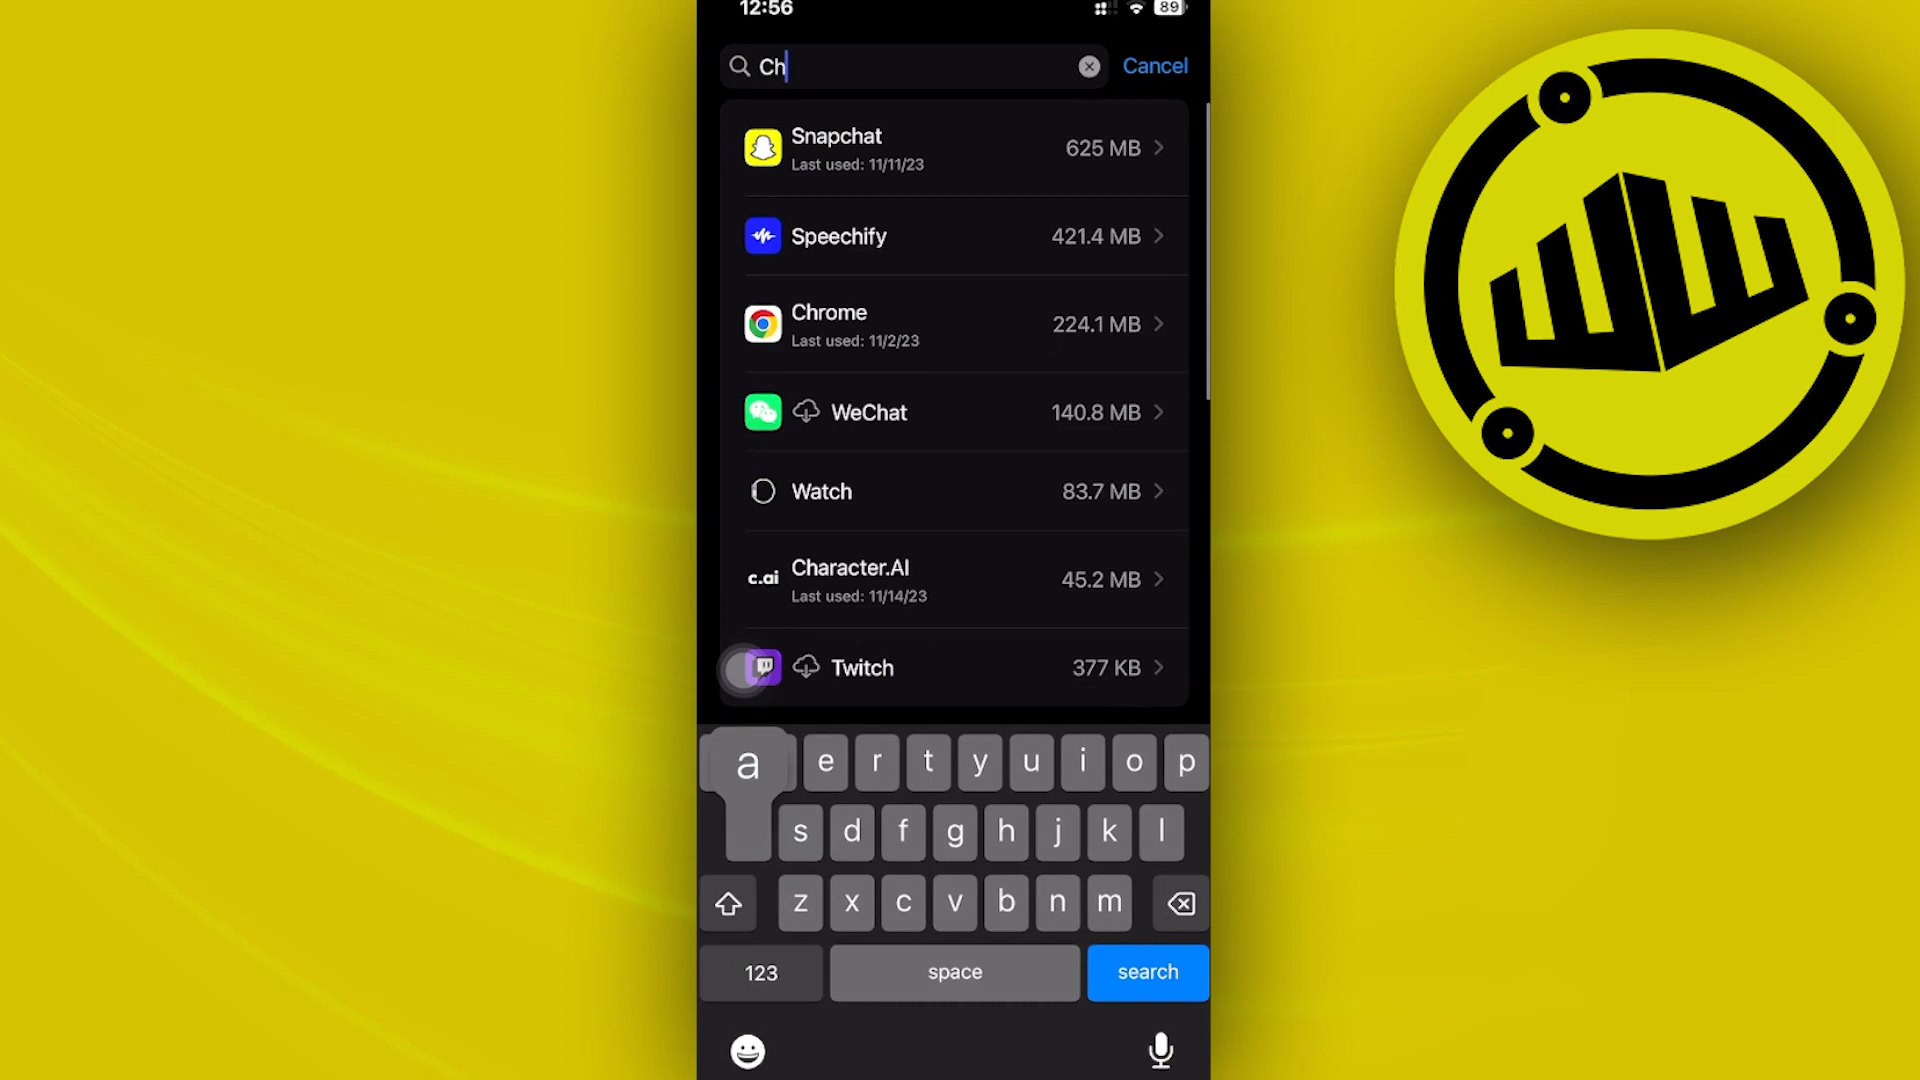 12:56
89
Ch
Cancel
Snapchat
Last used: 11/11/23
625 MB
Speechify
421.4 MB
Chrome
Last used: 11/2/23
224.1 MB
WeChat
140.8 MB
Watch
83.7 MB
c.ai
Character.AI
Last used: 11/14/23
45.2 MB
Twitch
377 KB
a e r t y u i o p
s d f g h j k l
z x c v b n m
123 space search